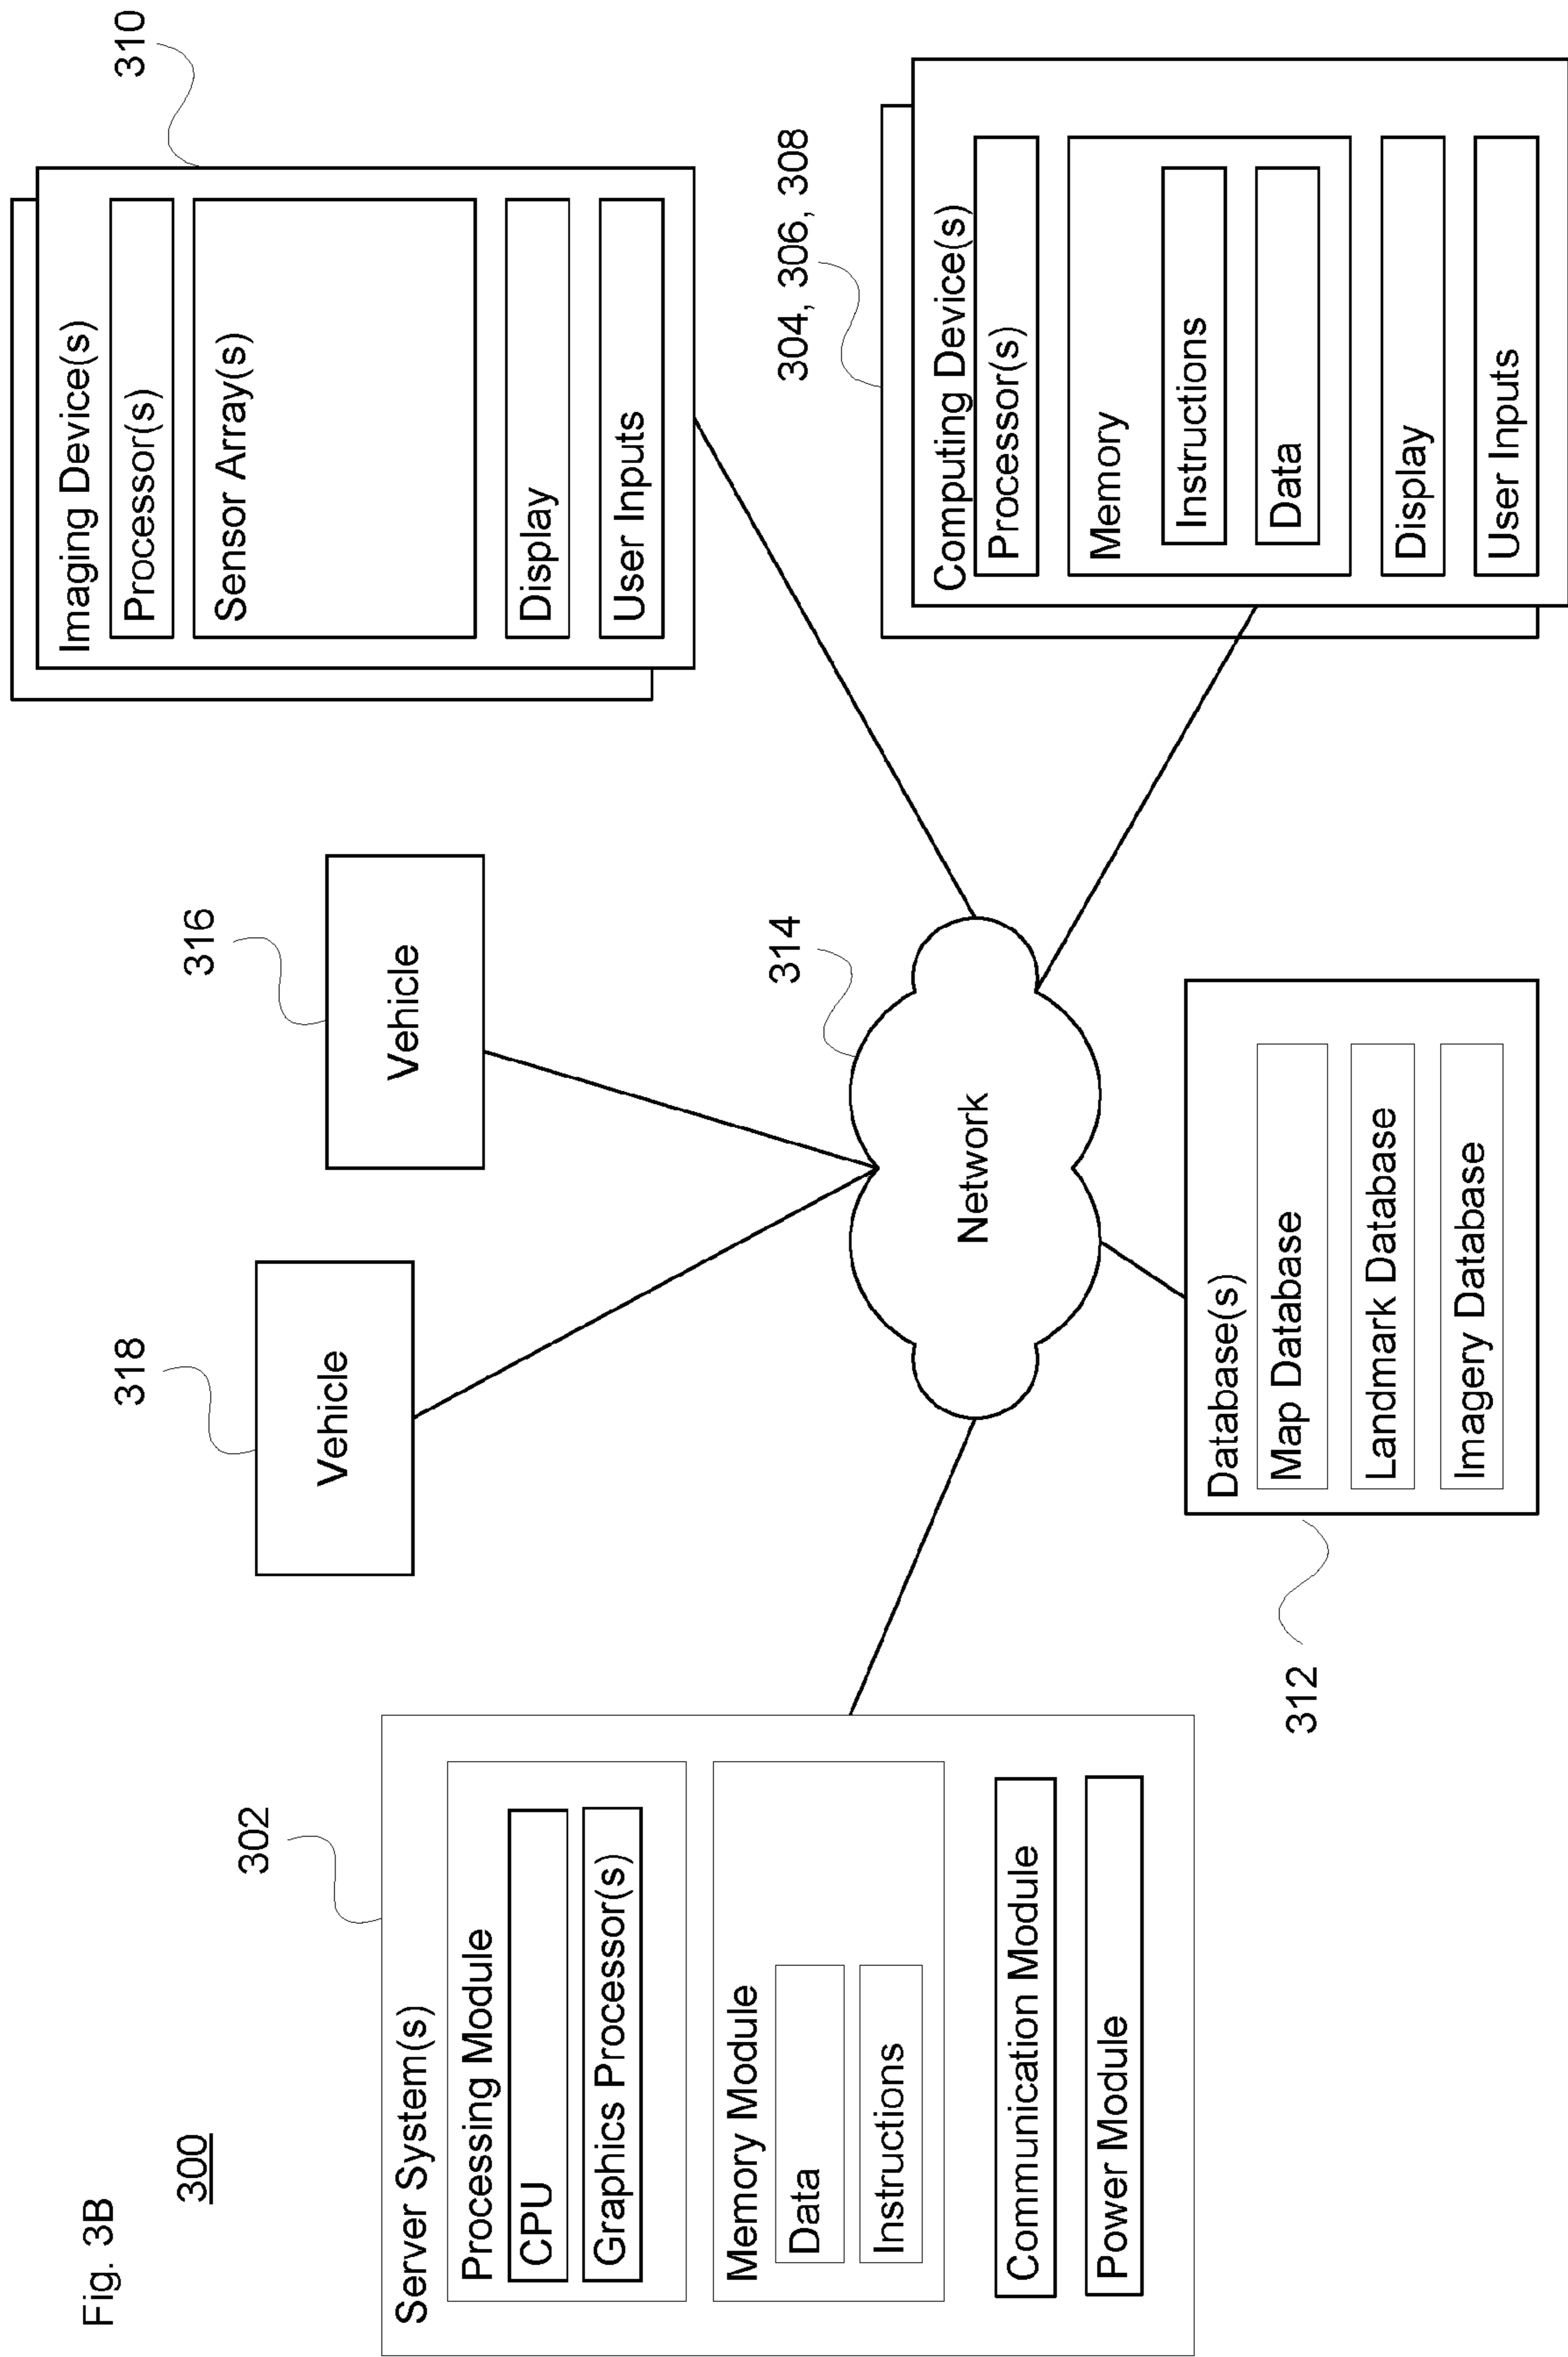 Fig. 3B
300
302
Server System(s)
Processing Module
CPU
Graphics Processor(s)
Memory Module
Data
Instructions
Communication Module
Power Module
318
Vehicle
316
Vehicle
314
Network
312
Database(s)
Map Database
Landmark Database
Imagery Database
310
Imaging Device(s)
Processor(s)
Sensor Array(s)
Display
User Inputs
304, 306, 308
Computing Device(s)
Processor(s)
Memory
Instructions
Data
Display
User Inputs